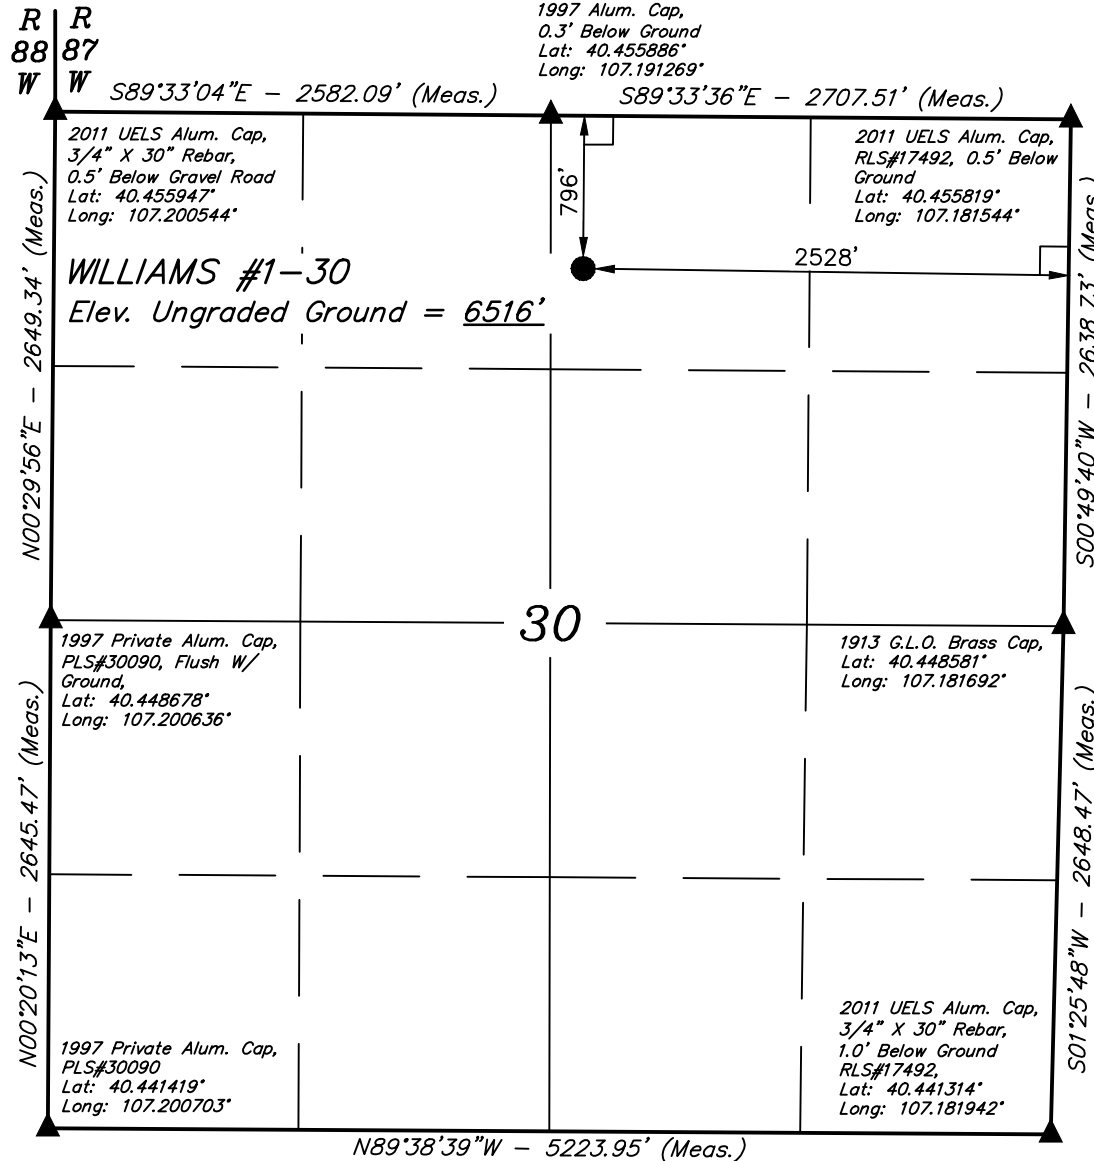 R R
88 87
W W
1997 Alum. Cap,
0.3' Below Ground
Lat: 40.455886°
Long: 107.191269°
S89°33'04"E - 2582.09' (Meas.)
S89°33'36"E - 2707.51' (Meas.)
2011 UELS Alum. Cap,
3/4" X 30" Rebar,
0.5' Below Gravel Road
Lat: 40.455947°
Long: 107.200544°
2011 UELS Alum. Cap,
RLS#17492, 0.5' Below
Ground
Lat: 40.455819°
Long: 107.181544°
796'
2528'
WILLIAMS #1-30
Elev. Ungraded Ground = 6516'
N00°29'56"E - 2649.34' (Meas.)
S00°49'40"W - 2638.73' (Meas.)
30
1997 Private Alum. Cap,
PLS#30090, Flush W/
Ground,
Lat: 40.448678°
Long: 107.200636°
1913 G.L.O. Brass Cap,
Lat: 40.448581°
Long: 107.181692°
N00°20'13"E - 2645.47' (Meas.)
S01°25'48"W - 2648.47' (Meas.)
1997 Private Alum. Cap,
PLS#30090
Lat: 40.441419°
Long: 107.200703°
2011 UELS Alum. Cap,
3/4" X 30" Rebar,
1.0' Below Ground
RLS#17492,
Lat: 40.441314°
Long: 107.181942°
N89°38'39"W - 5223.95' (Meas.)